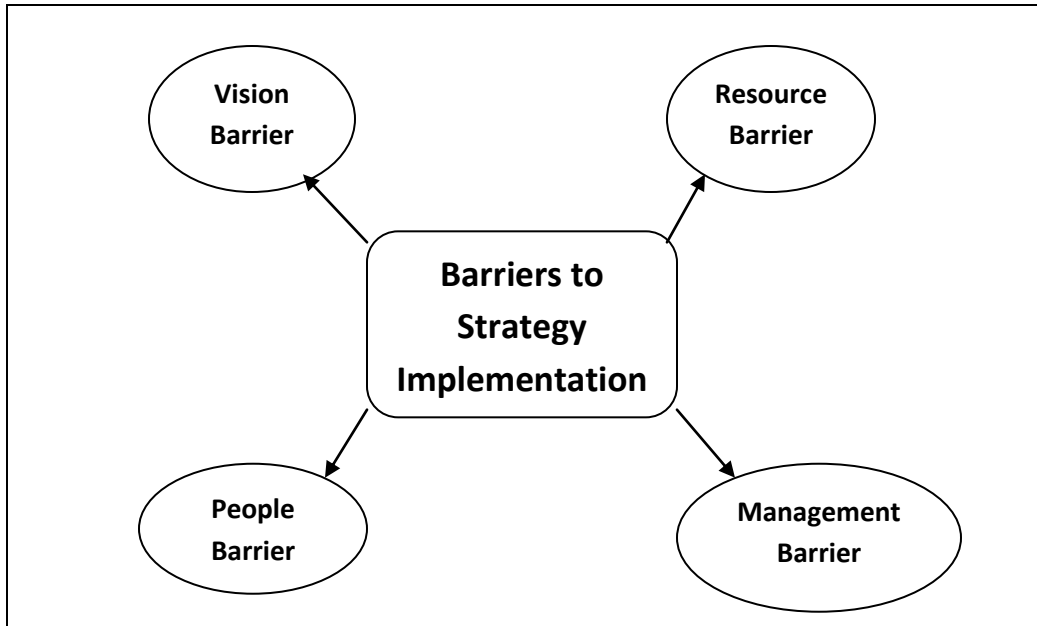 Vision
Barrier
Resource
Barrier
Barriers to
Strategy
Implementation
People
Barrier
Management
Barrier